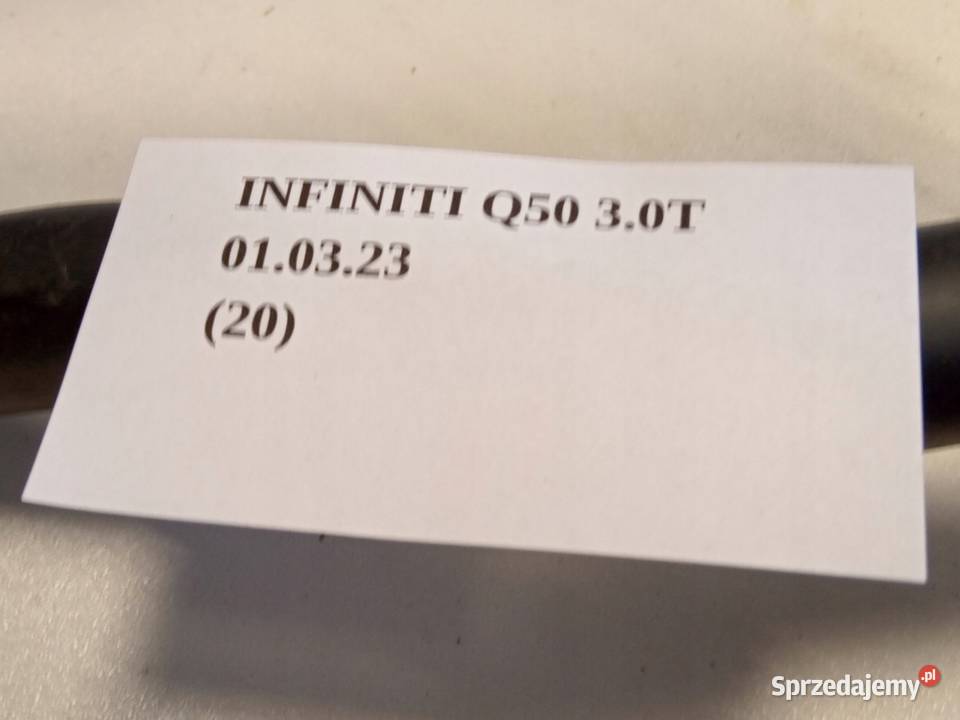 INFINITI Q50 3.0T
01.03.23
(20)
Sprzedajemy.pl